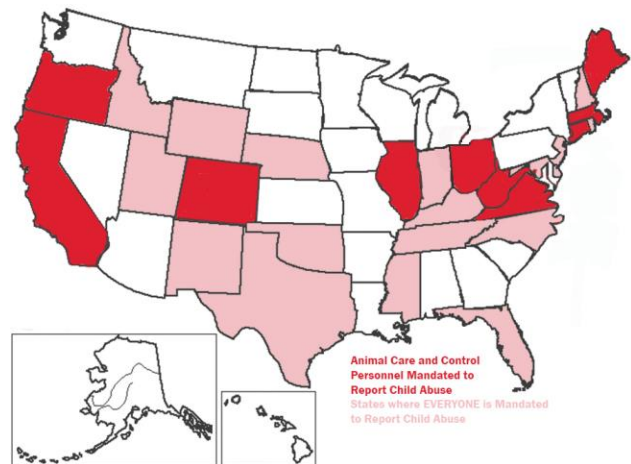 Animal Care and Control
Personnel Mandated to
Report Child Abuse
States where EVERYONE is Mandated
to Report Child Abuse